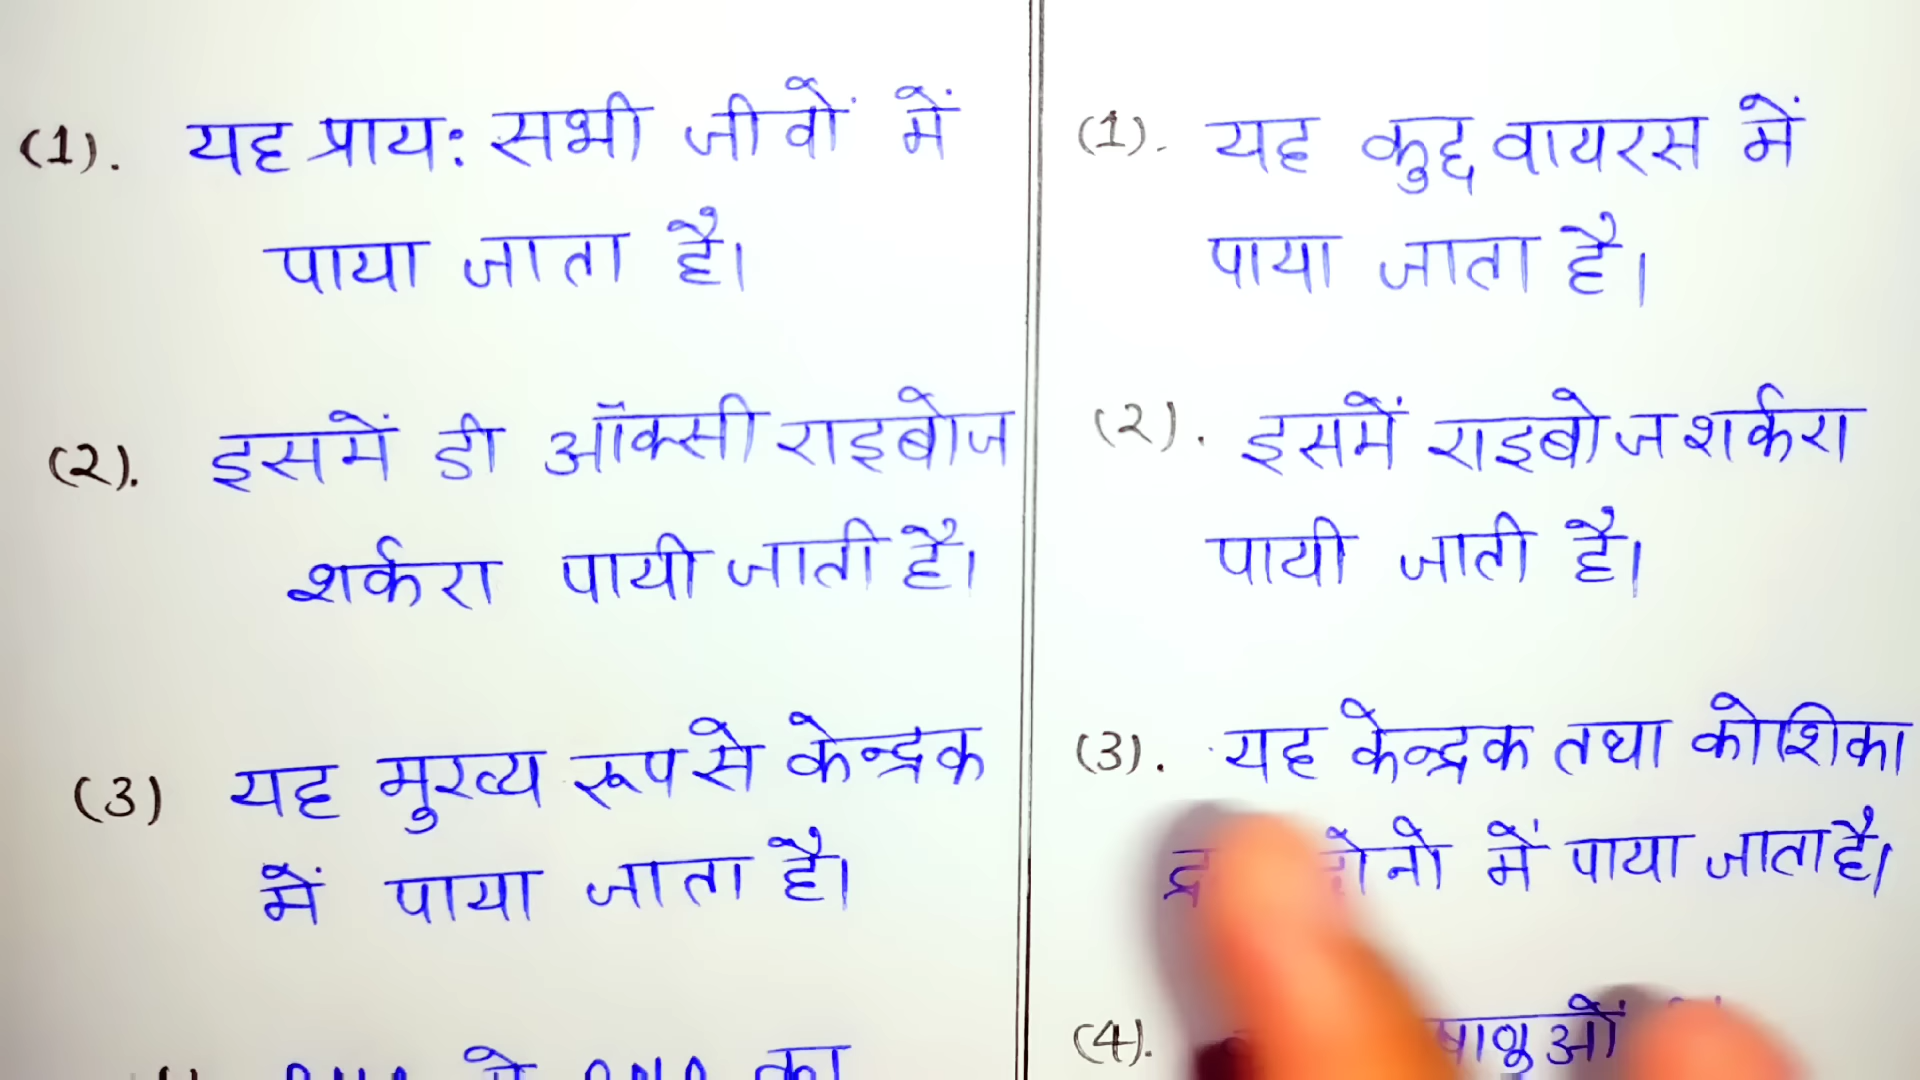 (1). यह प्राय: सभी जीवों में
पाया जाता है।
(2). इसमें डी ऑक्सी राइबोज
शर्करा पायी जाती है।
(3) यह मुख्य रूप से केन्द्रक
में पाया जाता है।
का
(1). यह कुद्द वायरस में
पाया जाता है।
(2). इसमें राइबोज शर्करा
पायी जाती है।
(3). यह केन्द्रक तथा कोशिका
में पाया जाता है।
(4).